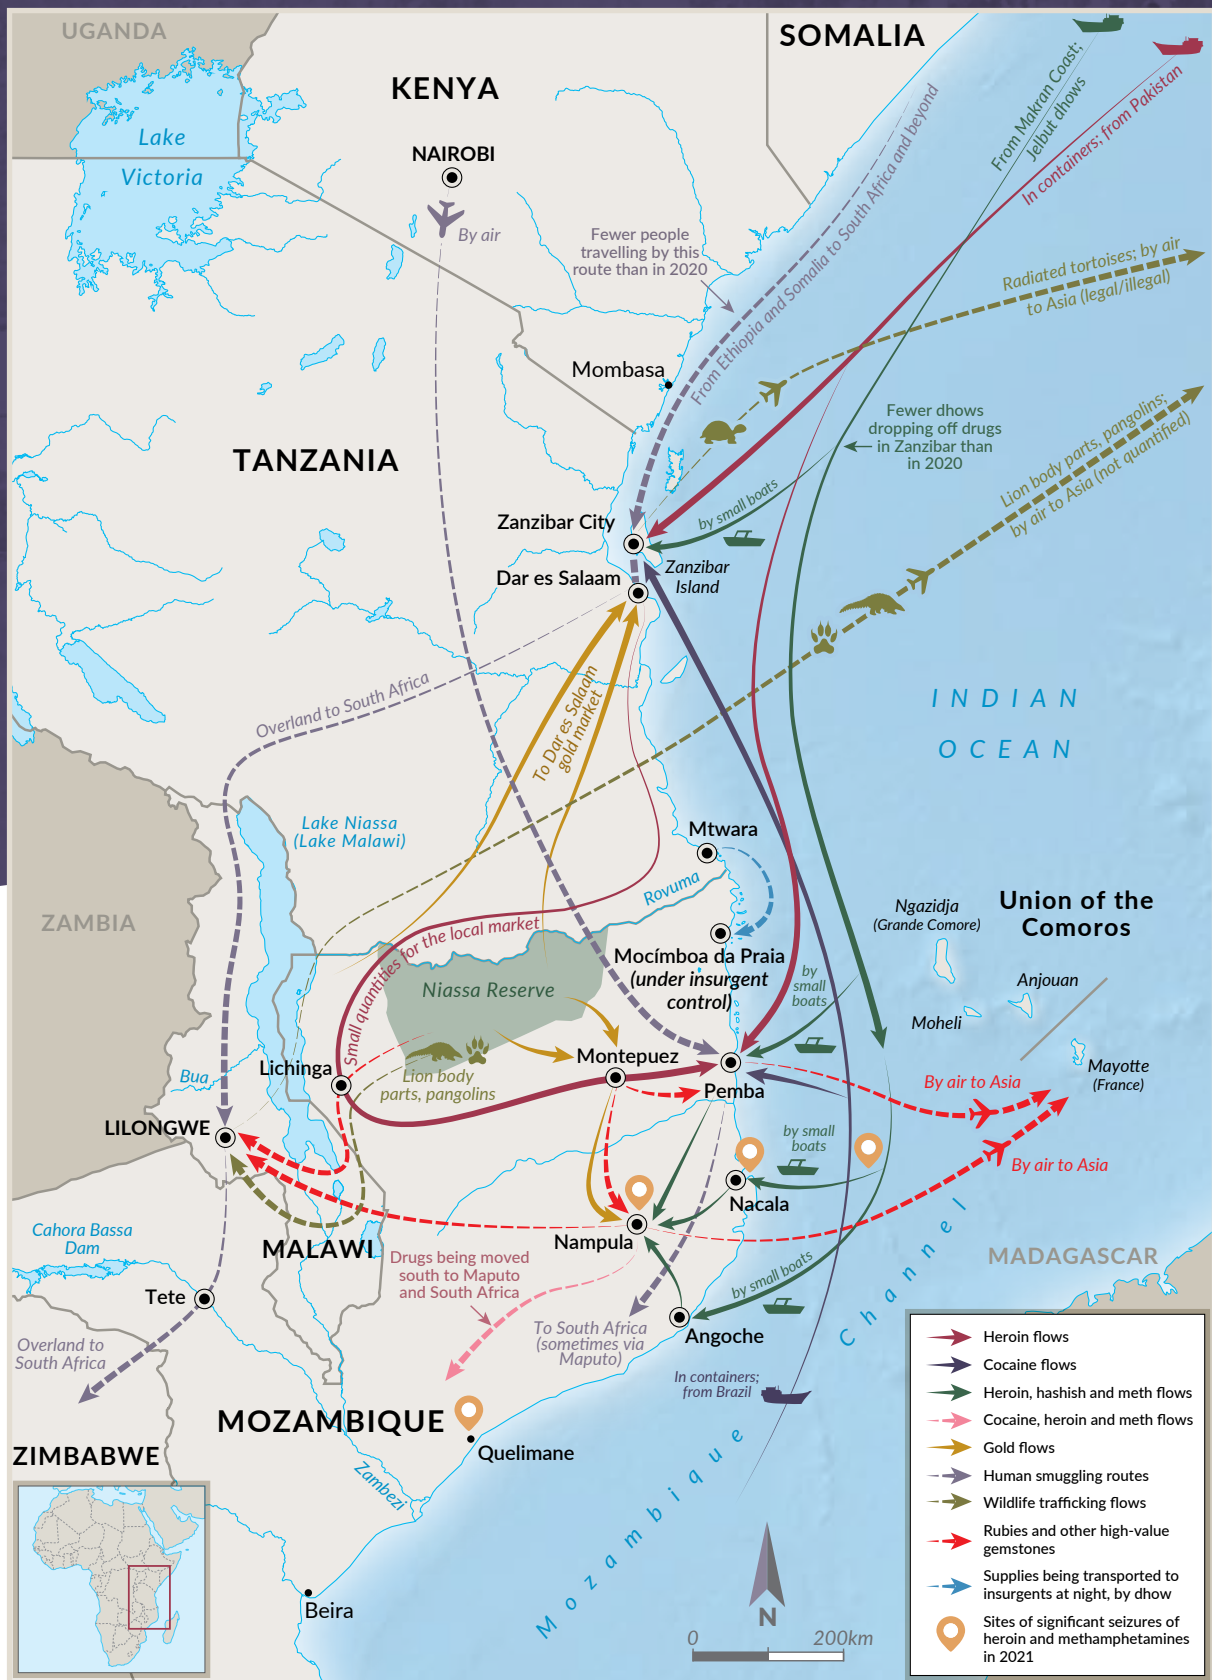 UGANDA
SOMALIA
KENYA
Lake
Victoria
NAIROBI
By air
From Makran Coast;
Jelbut dhows
In containers; from Pakistan
Fewer people
travelling by this
route than in 2020
From Ethiopia and Somalia to South Africa and beyond
Radiated tortoises; by air
to Asia (legal/illegal)
Mombasa
Fewer dhows
dropping off drugs
in Zanzibar than
in 2020
Lion body parts, pangolins;
by air to Asia (not quantified)
TANZANIA
by small boats
Zanzibar City
Zanzibar
Island
Dar es Salaam
Overland to South Africa
To Dar es Salaam
gold market
INDIAN
OCEAN
Lake Niassa
(Lake Malawi)
Mtwara
Rovuma
ZAMBIA
Ngazidja
(Grande Comore)
Union of the
Comoros
Small quantities for the local market
Mocímboa da Praia
(under insurgent
control)
by
small
boats
Niassa Reserve
Anjouan
Moheli
Mayotte
(France)
Lichinga
Montepuez
Lion body
parts, pangolins
Pemba
By air to Asia
Bua
LILONGWE
by small
boats
By air to Asia
Nacala
Cahora Bassa
Dam
MALAWI
Nampula
MADAGASCAR
Drugs being moved
south to Maputo
and South Africa
by small boats
Tete
To South Africa
(sometimes via
Maputo)
Angoche
Overland to
South Africa
In containers;
from Brazil
MOZAMBIQUE
Quelimane
ZIMBABWE
Zambezi
Mozambique Channel
Beira
N
0 200km
Heroin flows
Cocaine flows
Heroin, hashish and meth flows
Cocaine, heroin and meth flows
Gold flows
Human smuggling routes
Wildlife trafficking flows
Rubies and other high-value
gemstones
Supplies being transported to
insurgents at night, by dhow
Sites of significant seizures of
heroin and methamphetamines
in 2021